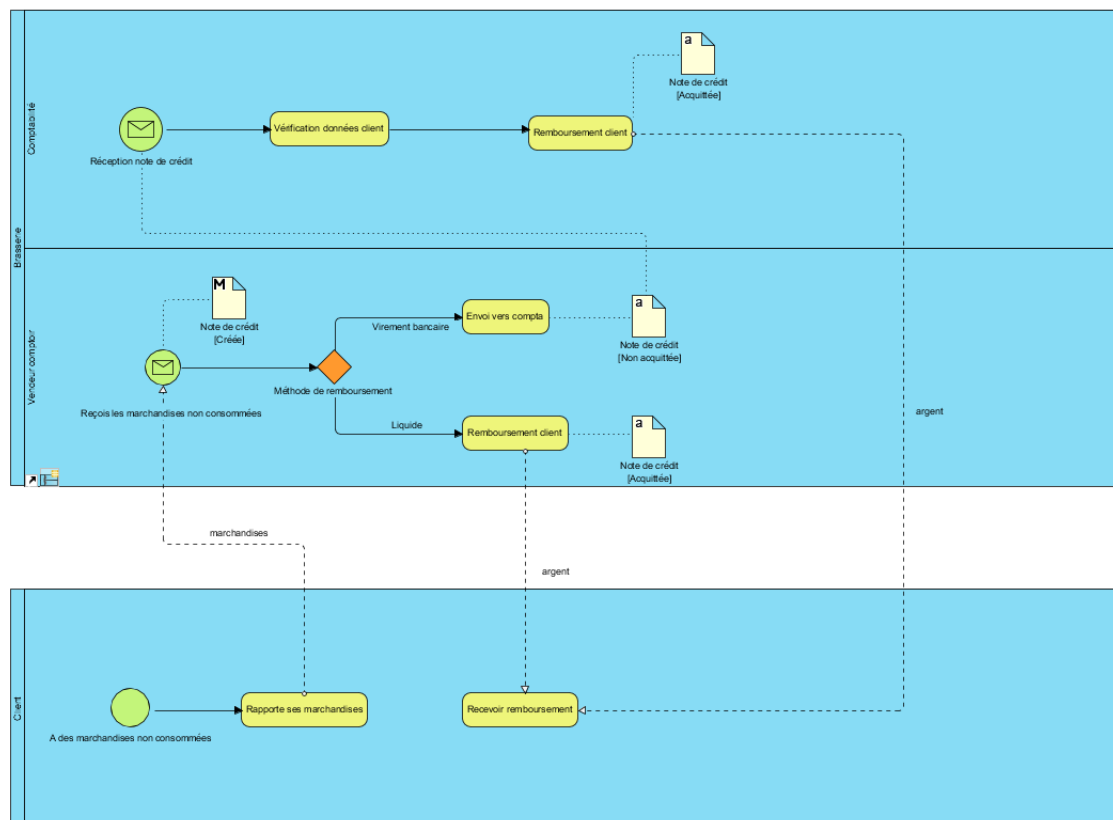 Brasserie
Comptabilité
a
Note de crédit
[Acquittée]
Réception note de crédit
Vérification données client
Remboursement client
argent
Vendeur comptoir
M
Note de crédit
[Créée]
Reçois les marchandises non consommées
Méthode de remboursement
Virement bancaire
Envoi vers compta
a
Note de crédit
[Non acquittée]
Liquide
Remboursement client
a
Note de crédit
[Acquittée]
marchandises
argent
Client
A des marchandises non consommées
Rapporte ses marchandises
Recevoir remboursement